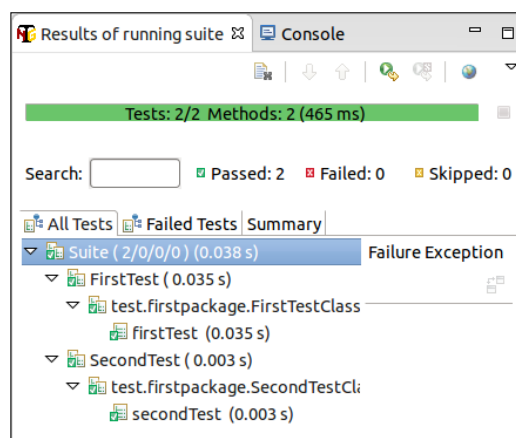 Results of running suite Console
Tests: 2/2 Methods: 2 (465 ms)
Search: Passed: 2 Failed: 0 Skipped: 0
All Tests Failed Tests Summary
Suite ( 2/0/0/0 ) (0.038 s) Failure Exception
FirstTest ( 0.035 s)
test.firstpackage.FirstTestClass
firstTest (0.035 s)
SecondTest ( 0.003 s)
test.firstpackage.SecondTestCla
secondTest (0.003 s)